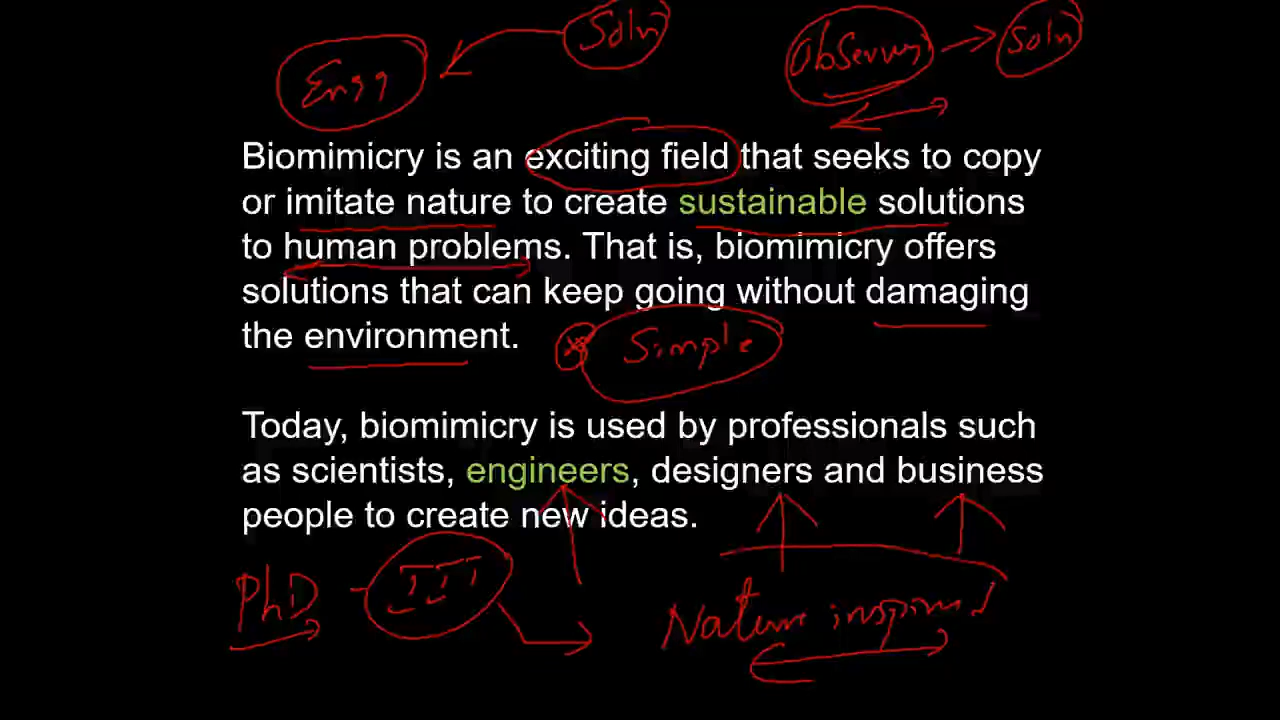 Soln
Observing → Soln
Engg
Biomimicry is an exciting field that seeks to copy
or imitate nature to create sustainable solutions
to human problems. That is, biomimicry offers
solutions that can keep going without damaging
the environment.
Simple
Today, biomimicry is used by professionals such
as scientists, engineers, designers and business
people to create new ideas.
PhD - IIT
Nature inspired